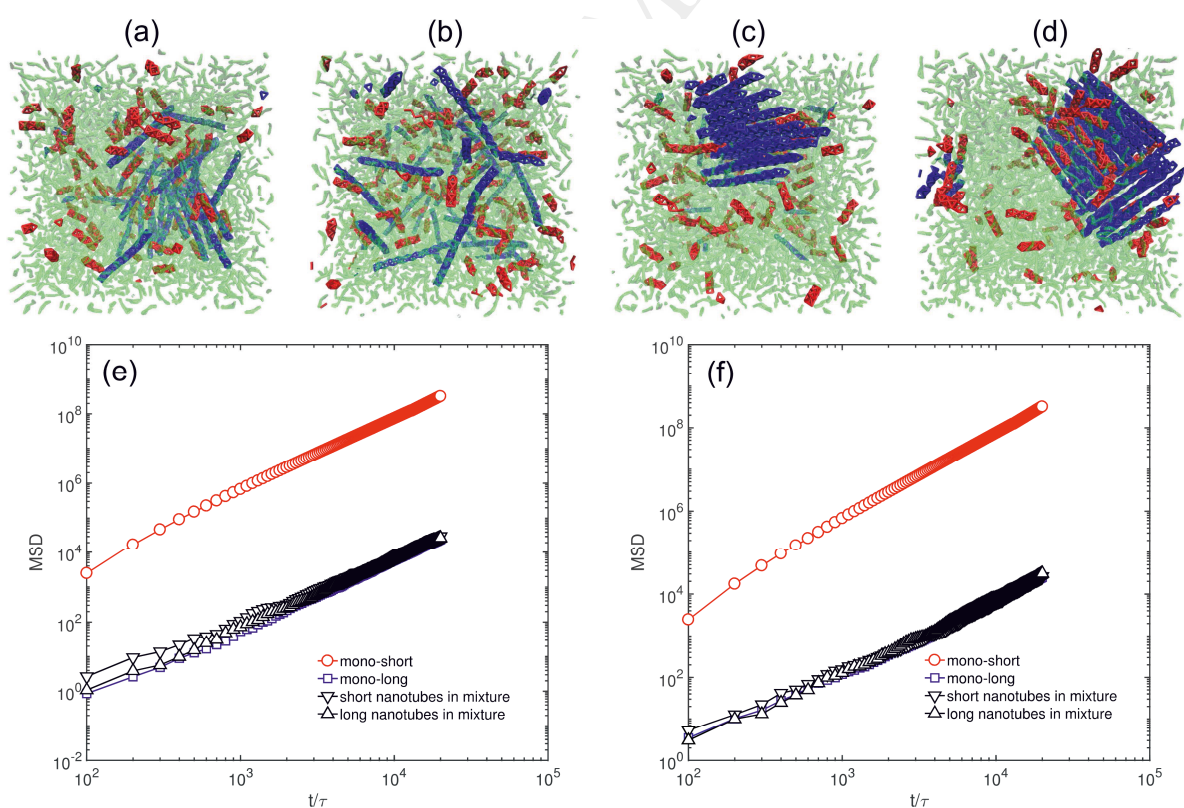 (a) (b) (c) (d)
(e)
10^10
10^8
10^6
10^4
10^2
10^0
10^-2
MSD
mono-short
mono-long
short nanotubes in mixture
long nanotubes in mixture
10^2 10^3 10^4 10^5
t/τ
(f)
10^10
10^8
10^6
10^4
10^2
10^0
MSD
mono-short
mono-long
short nanotubes in mixture
long nanotubes in mixture
10^2 10^3 10^4 10^5
t/τ